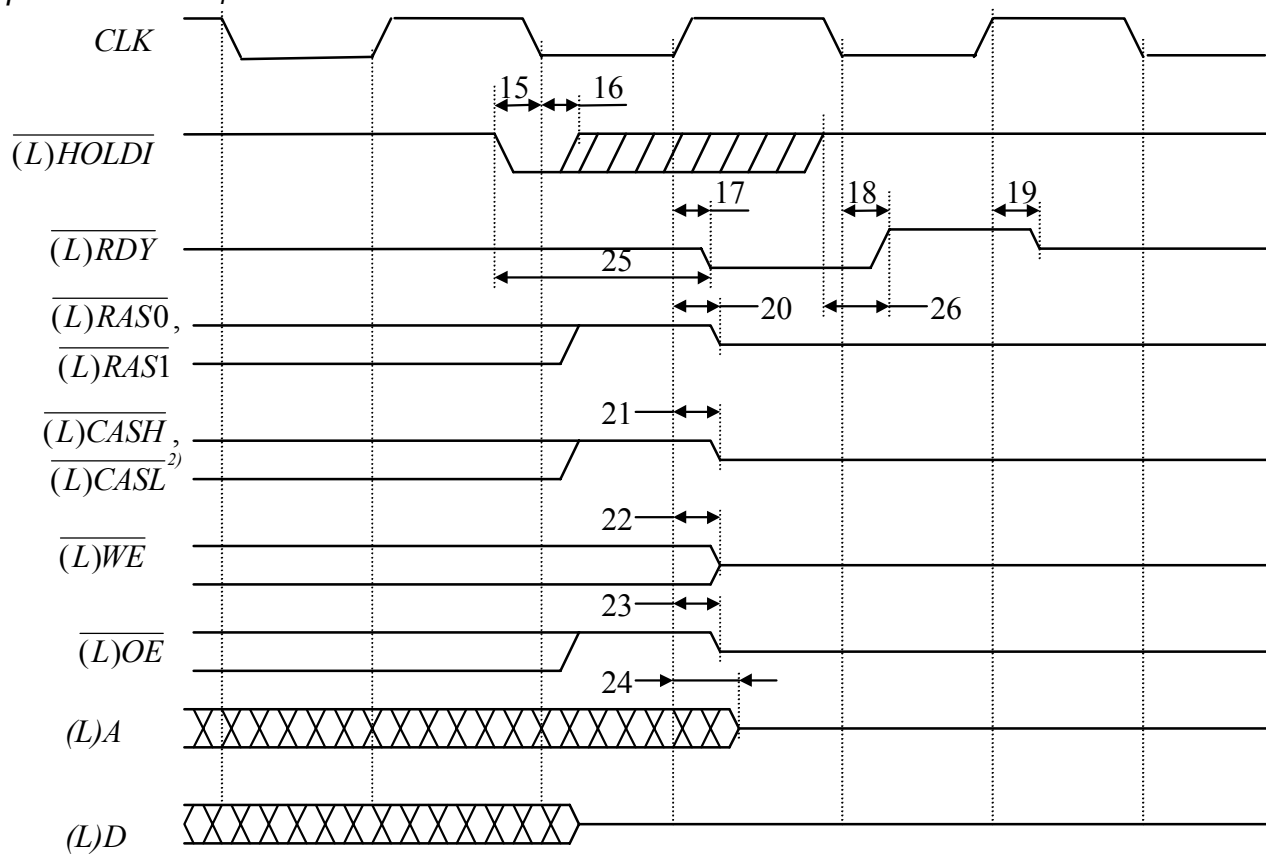 CLK
15 16
(L)HOLDI
17 18 19
(L)RDY
25
(L)RAS0,
20 26
(L)RAS1
21
(L)CASH,
(L)CASL 2)
22
(L)WE
23
(L)OE
24
(L)A
(L)D